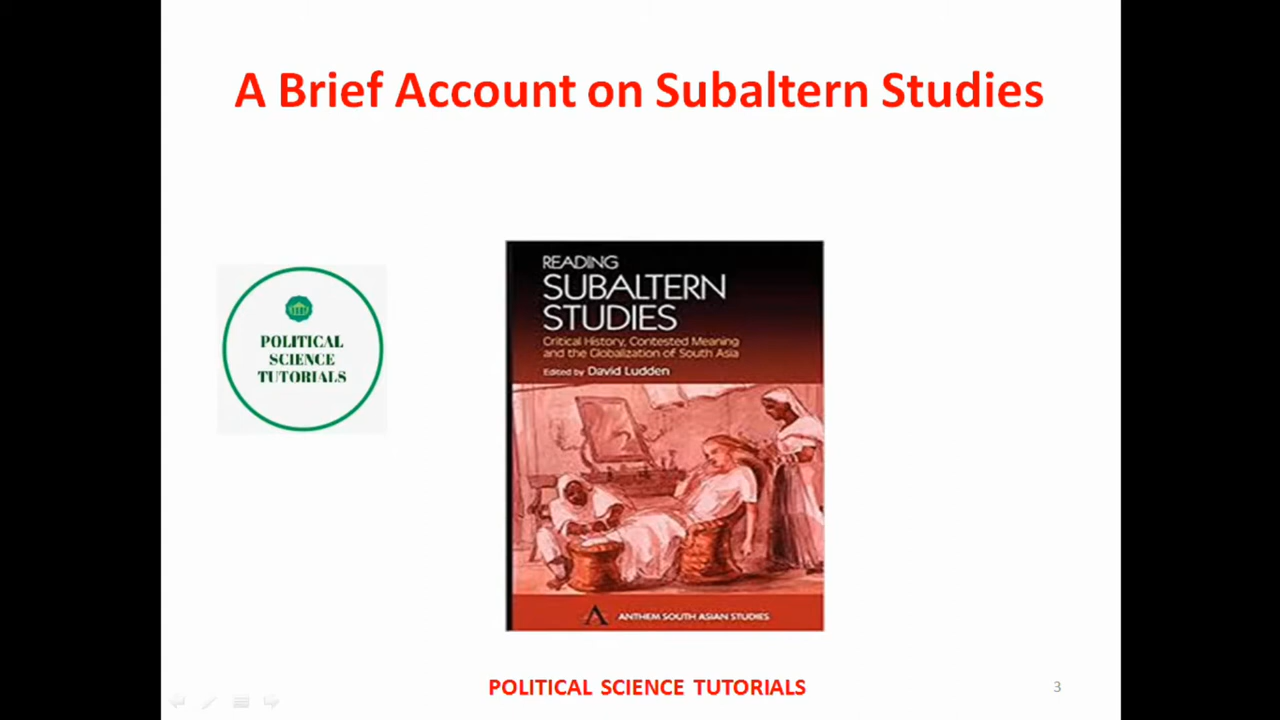 A Brief Account on Subaltern Studies
POLITICAL
SCIENCE
TUTORIALS
READING
SUBALTERN
STUDIES
Critical History, Contested Meaning
and the Globalization of South Asia
Edited by David Ludden
ANTHEM SOUTH ASIAN STUDIES
POLITICAL SCIENCE TUTORIALS
3